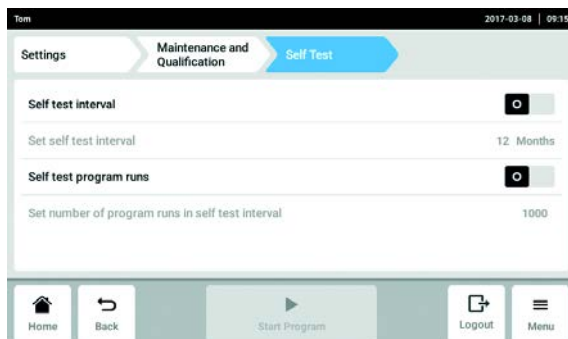 Tom 2017-03-08 | 09:15
Settings
Maintenance and
Qualification
Self Test
Self test interval
Set self test interval 12 Months
Self test program runs
Set number of program runs in self test interval 1000
Home Back Start Program Logout Menu